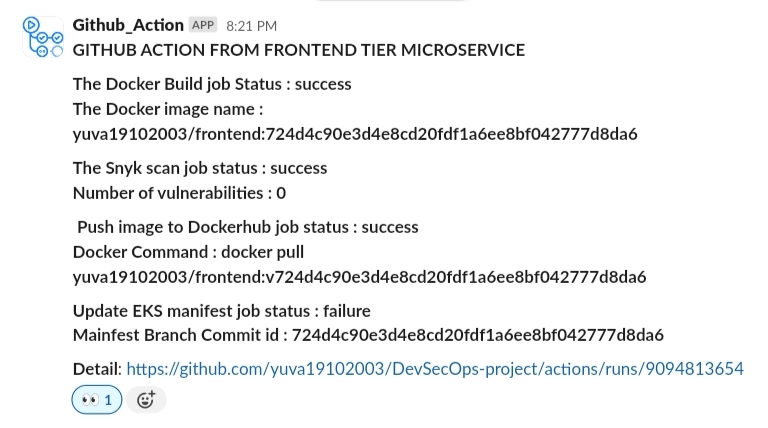 Github_Action APP 8:21 PM
GITHUB ACTION FROM FRONTEND TIER MICROSERVICE
The Docker Build job Status : success
The Docker image name :
yuva19102003/frontend:724d4c90e3d4e8cd20fdf1a6ee8bf042777d8da6
The Snyk scan job status : success
Number of vulnerabilities : 0
Push image to Dockerhub job status : success
Docker Command : docker pull
yuva19102003/frontend:v724d4c90e3d4e8cd20fdf1a6ee8bf042777d8da6
Update EKS manifest job status : failure
Mainfest Branch Commit id : 724d4c90e3d4e8cd20fdf1a6ee8bf042777d8da6
Detail: https://github.com/yuva19102003/DevSecOps-project/actions/runs/9094813654
1